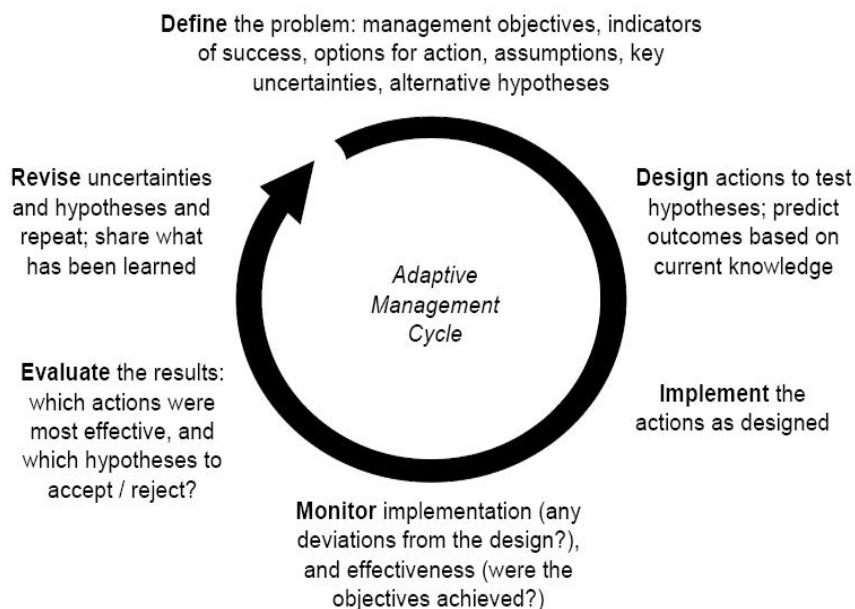 Define the problem: management objectives, indicators
of success, options for action, assumptions, key
uncertainties, alternative hypotheses
Design actions to test
hypotheses; predict
outcomes based on
current knowledge
Implement the
actions as designed
Monitor implementation (any
deviations from the design?),
and effectiveness (were the
objectives achieved?)
Evaluate the results:
which actions were
most effective, and
which hypotheses to
accept / reject?
Revise uncertainties
and hypotheses and
repeat; share what
has been learned
Adaptive
Management
Cycle